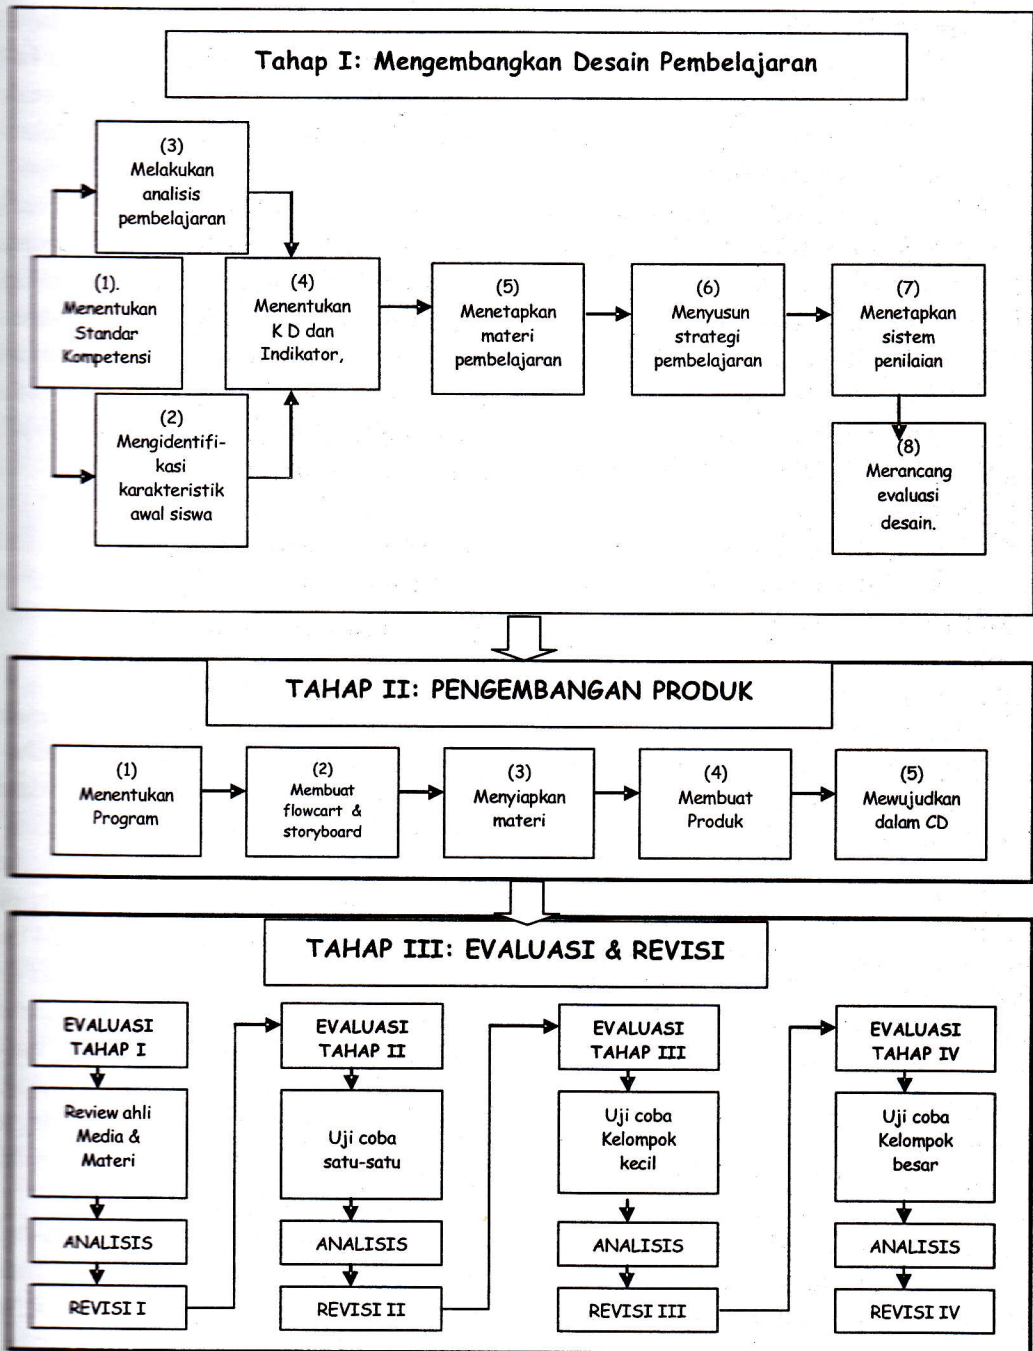 Tahap I: Mengembangkan Desain Pembelajaran
(3)
Melakukan
analisis
pembelajaran
(1).
Menentukan
Standar
Kompetensi
(2)
Mengidentifi-
kasi
karakteristik
awal siswa
(4)
Menentukan
K D dan
Indikator,
(5)
Menetapkan
materi
pembelajaran
(6)
Menyusun
strategi
pembelajaran
(7)
Menetapkan
sistem
penilaian
(8)
Merancang
evaluasi
desain.
TAHAP II: PENGEMBANGAN PRODUK
(1)
Menentukan
Program
(2)
Membuat
flowcart &
storyboard
(3)
Menyiapkan
materi
(4)
Membuat
Produk
(5)
Mewujudkan
dalam CD
TAHAP III: EVALUASI & REVISI
EVALUASI
TAHAP I
Review ahli
Media &
Materi
ANALISIS
REVISI I
EVALUASI
TAHAP II
Uji coba
satu-satu
ANALISIS
REVISI II
EVALUASI
TAHAP III
Uji coba
Kelompok
kecil
ANALISIS
REVISI III
EVALUASI
TAHAP IV
Uji coba
Kelompok
besar
ANALISIS
REVISI IV